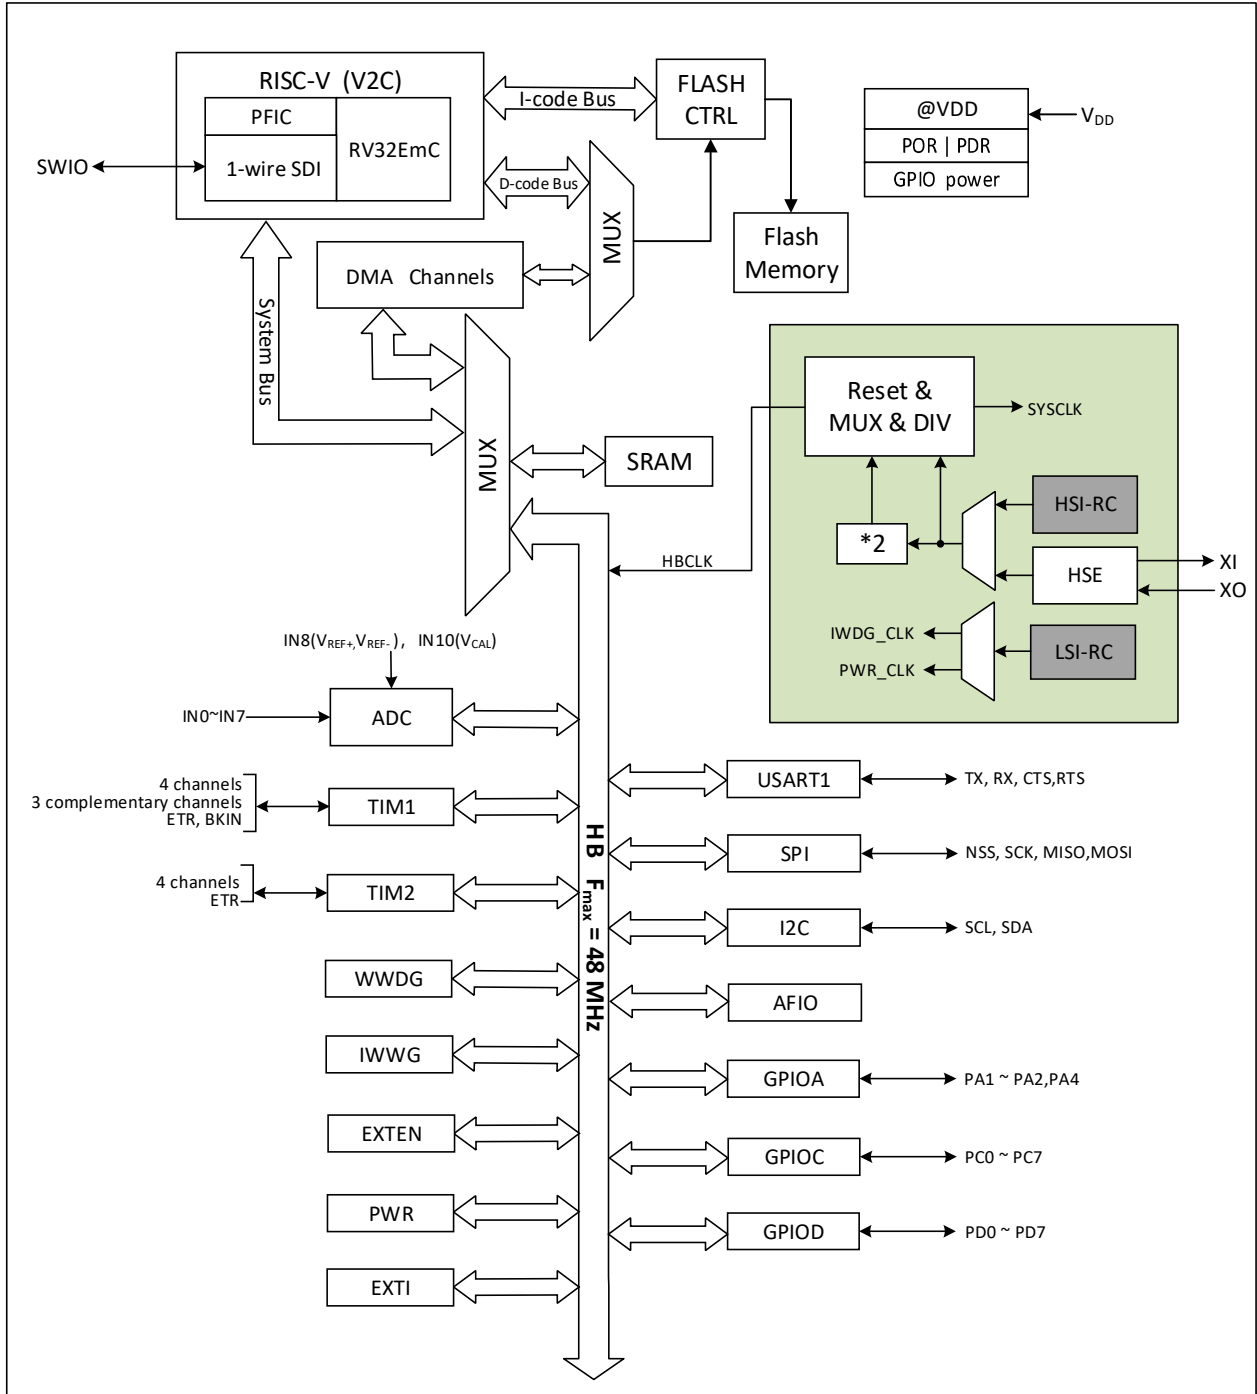 RISC-V (V2C)
PFIC
1-wire SDI
RV32EmC
SWIO
I-code Bus
D-code Bus
FLASH
CTRL
MUX
Flash
Memory
@VDD
POR | PDR
GPIO power
VDD
DMA Channels
System Bus
MUX
SRAM
Reset &
MUX & DIV
SYSCLK
HSI-RC
*2
HSE
XI
XO
HBCLK
IWDG_CLK
PWR_CLK
LSI-RC
IN8(VREF+,VREF-), IN10(VCAL)
IN0~IN7
ADC
4 channels
3 complementary channels
ETR, BKIN
TIM1
4 channels
ETR
TIM2
WWDG
IWWG
EXTEN
PWR
EXTI
HB Fmax = 48 MHz
USART1
TX, RX, CTS,RTS
SPI
NSS, SCK, MISO,MOSI
I2C
SCL, SDA
AFIO
GPIOA
PA1 ~ PA2,PA4
GPIOC
PC0 ~ PC7
GPIOD
PD0 ~ PD7